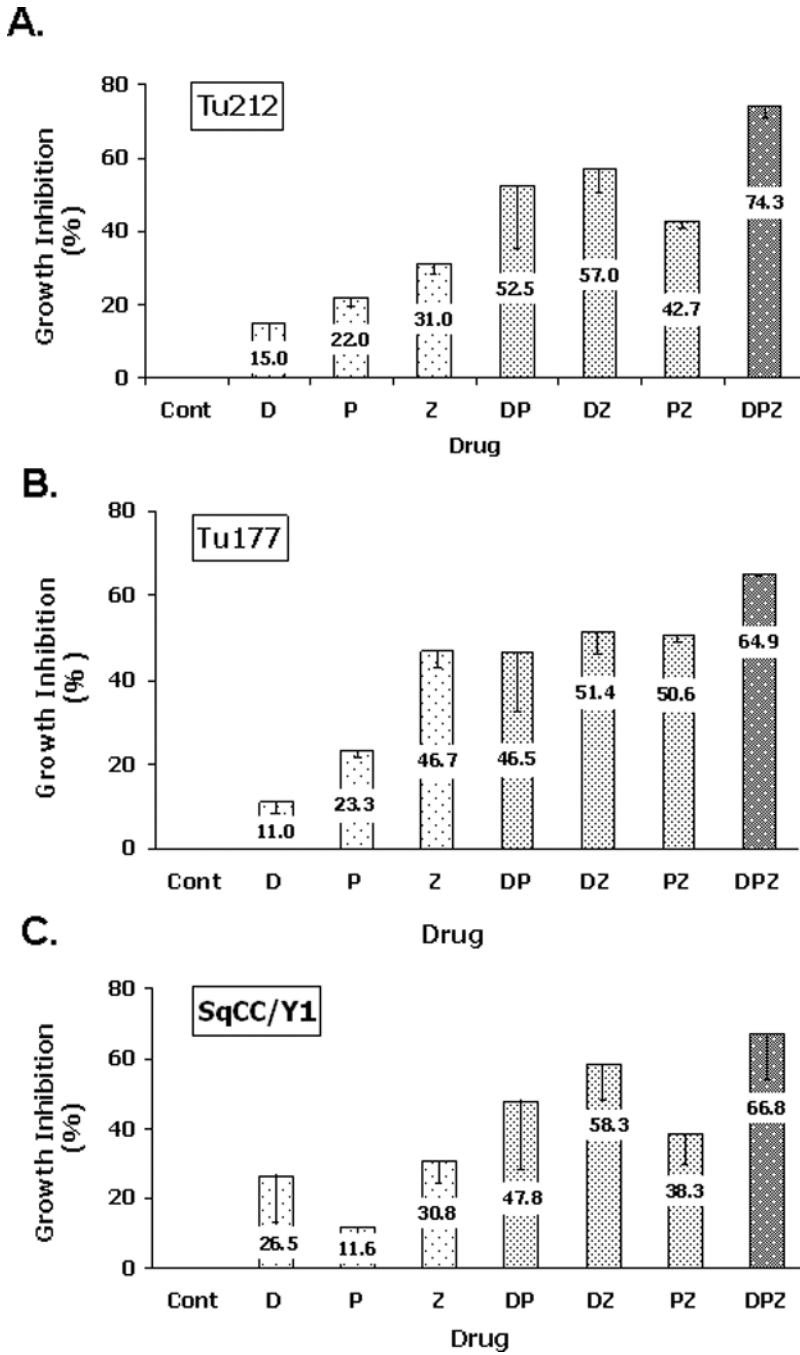 A.
Tu212
Growth Inhibition
(%)
80
60
40
20
0
15.0
22.0
31.0
52.5
57.0
42.7
74.3
Cont D P Z DP DZ PZ DPZ
Drug
B.
Tu177
Growth Inhibition
(%)
80
60
40
20
0
11.0
23.3
46.7
46.5
51.4
50.6
64.9
Cont D P Z DP DZ PZ DPZ
Drug
C.
SqCC/Y1
Growth Inhibition
(%)
80
60
40
20
0
26.5
11.6
30.8
47.8
58.3
38.3
66.8
Cont D P Z DP DZ PZ DPZ
Drug